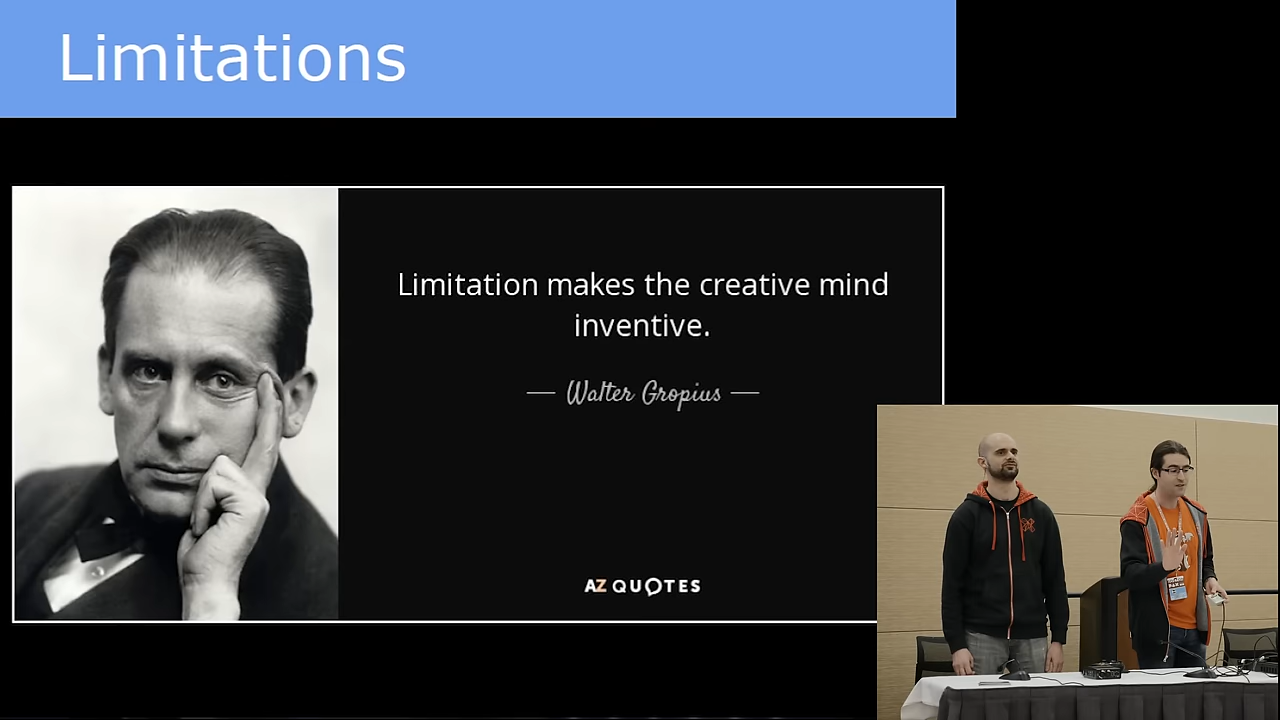 Limitations
Limitation makes the creative mind
inventive.
— Walter Gropius —
AZ QUOTES